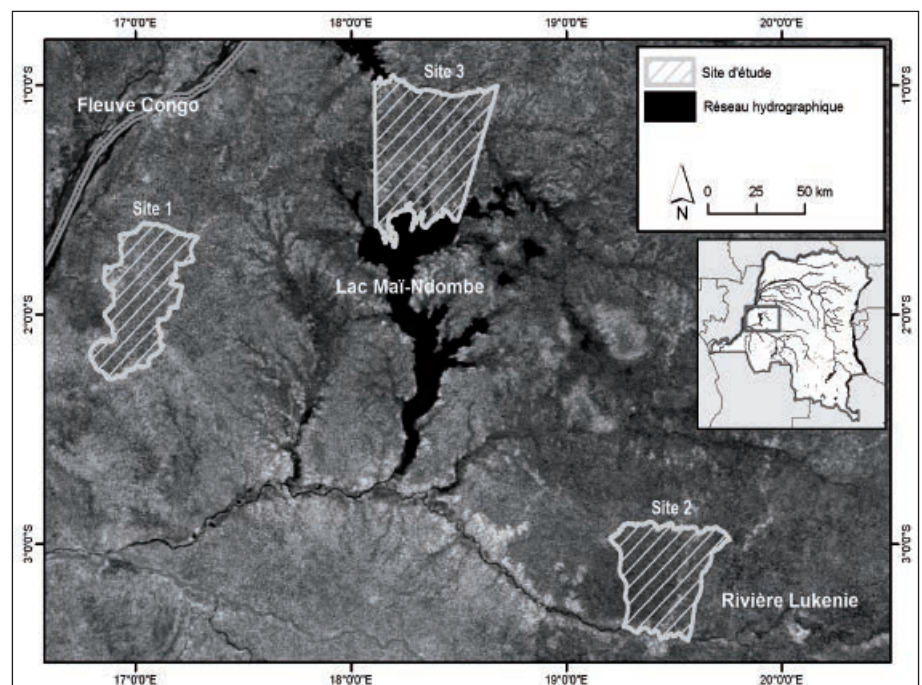 17°0'0"E 18°0'0"E 19°0'0"E 20°0'0"E
Site 3
Site d'étude
Réseau hydrographique
1°0'0"S
1°0'0"S
Fleuve Congo
0 25 50 km
N
Site 1
Lac Maï-Ndombe
2°0'0"S
2°0'0"S
Site 2
3°0'0"S
3°0'0"S
Rivière Lukenie
17°0'0"E 18°0'0"E 19°0'0"E 20°0'0"E